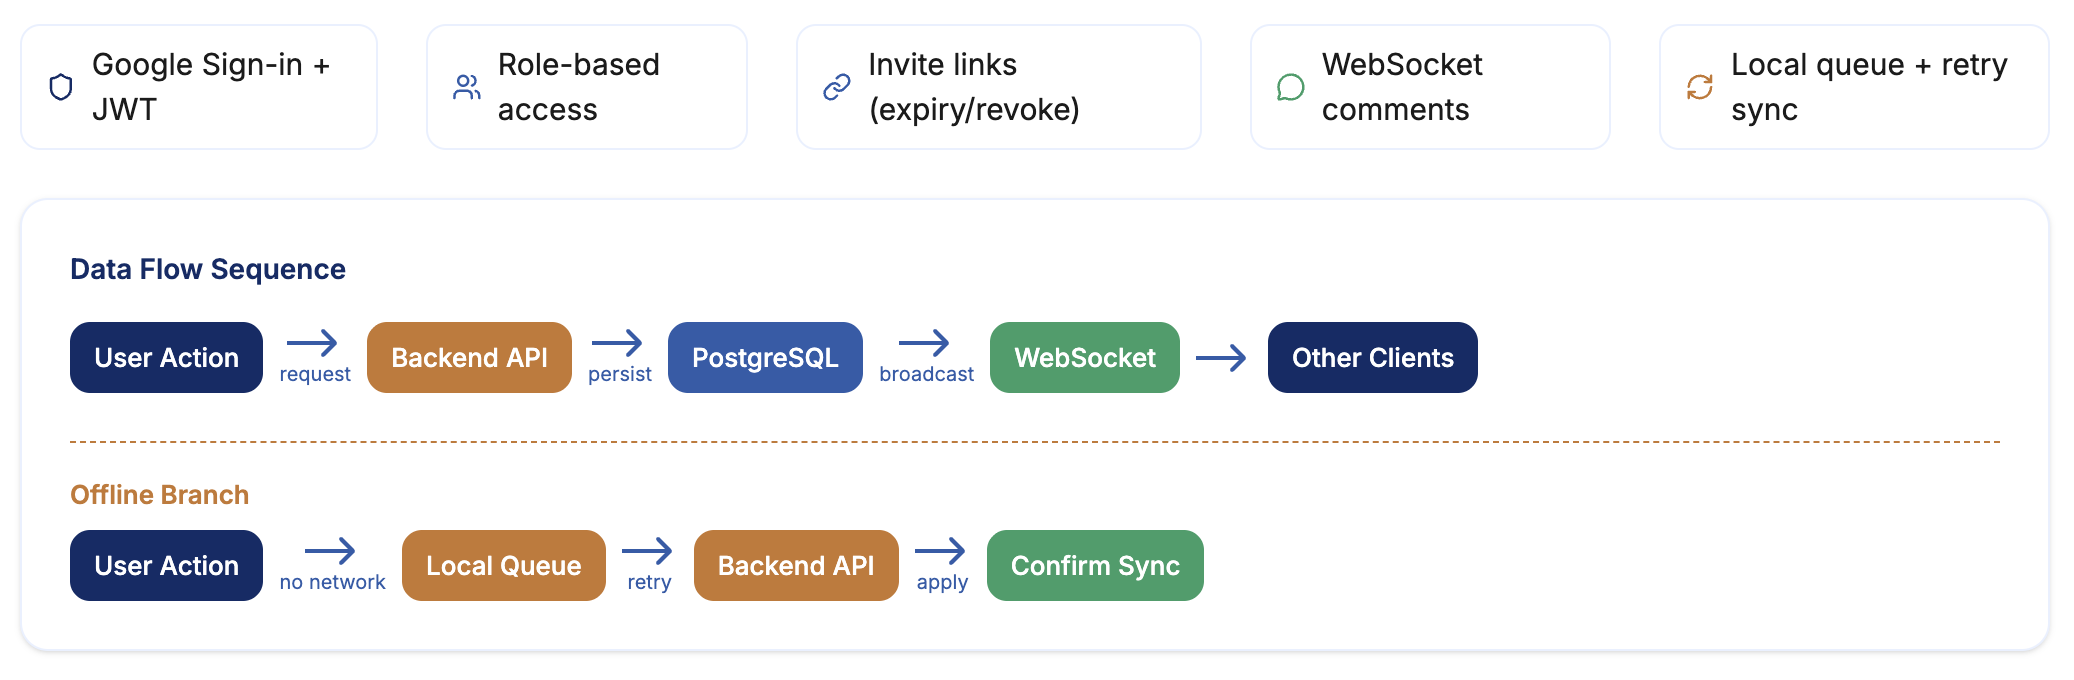 Google Sign-in +
JWT
Role-based
access
Invite links
(expiry/revoke)
WebSocket
comments
Local queue + retry
sync
Data Flow Sequence
User Action
request
Backend API
persist
PostgreSQL
broadcast
WebSocket
Other Clients
Offline Branch
User Action
no network
Local Queue
retry
Backend API
apply
Confirm Sync